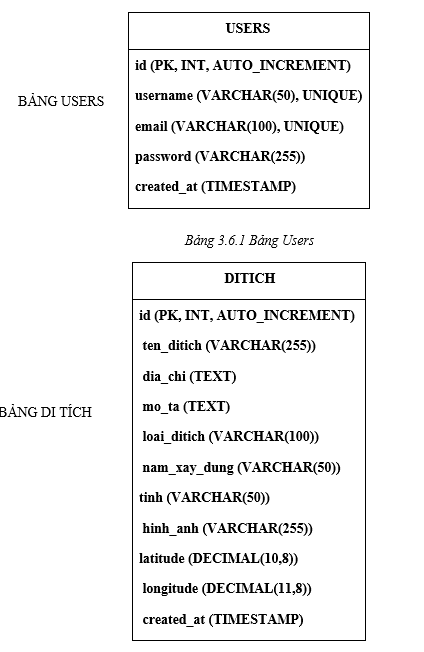 USERS
id (PK, INT, AUTO_INCREMENT)
BẢNG USERS
username (VARCHAR(50), UNIQUE)
email (VARCHAR(100), UNIQUE)
password (VARCHAR(255))
created_at (TIMESTAMP)
Bảng 3.6.1 Bảng Users
DITICH
id (PK, INT, AUTO_INCREMENT)
ten_ditich (VARCHAR(255))
dia_chi (TEXT)
mo_ta (TEXT)
BẢNG DI TÍCH
loai_ditich (VARCHAR(100))
nam_xay_dung (VARCHAR(50))
tinh (VARCHAR(50))
hinh_anh (VARCHAR(255))
latitude (DECIMAL(10,8))
longitude (DECIMAL(11,8))
created_at (TIMESTAMP)